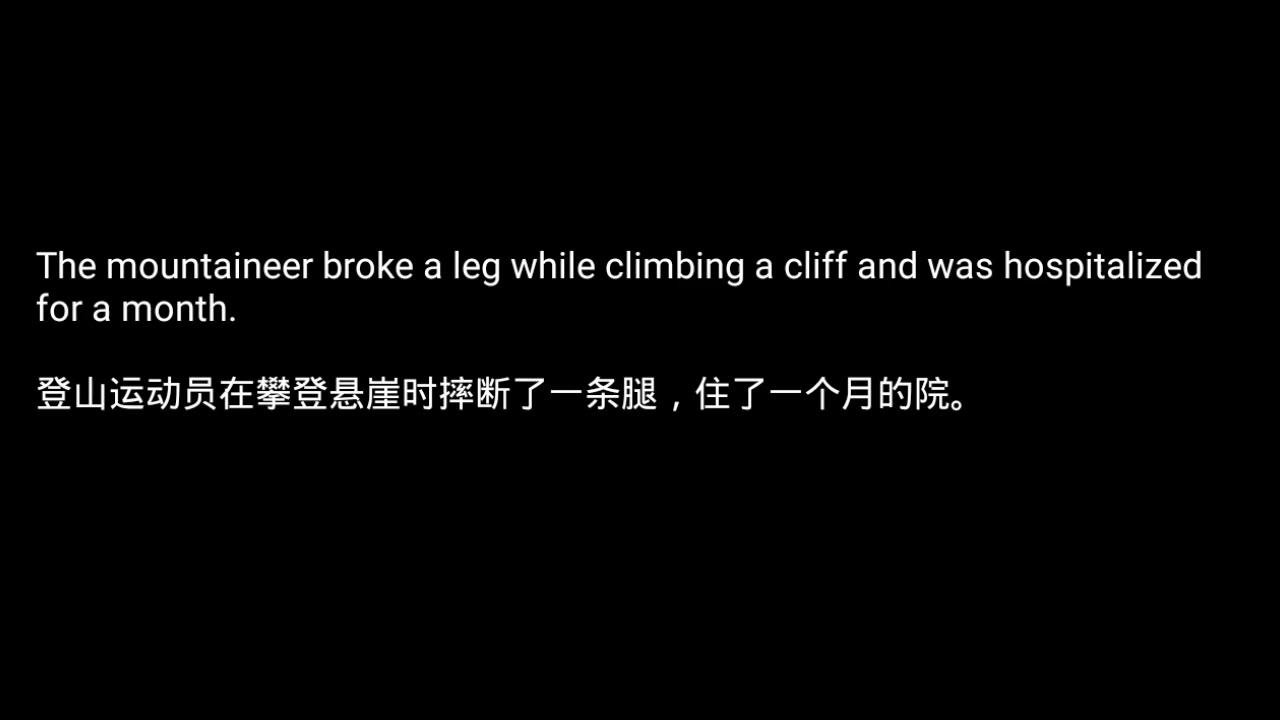 The mountaineer broke a leg while climbing a cliff and was hospitalized
for a month.
登山运动员在攀登悬崖时摔断了一条腿，住了一个月的院。